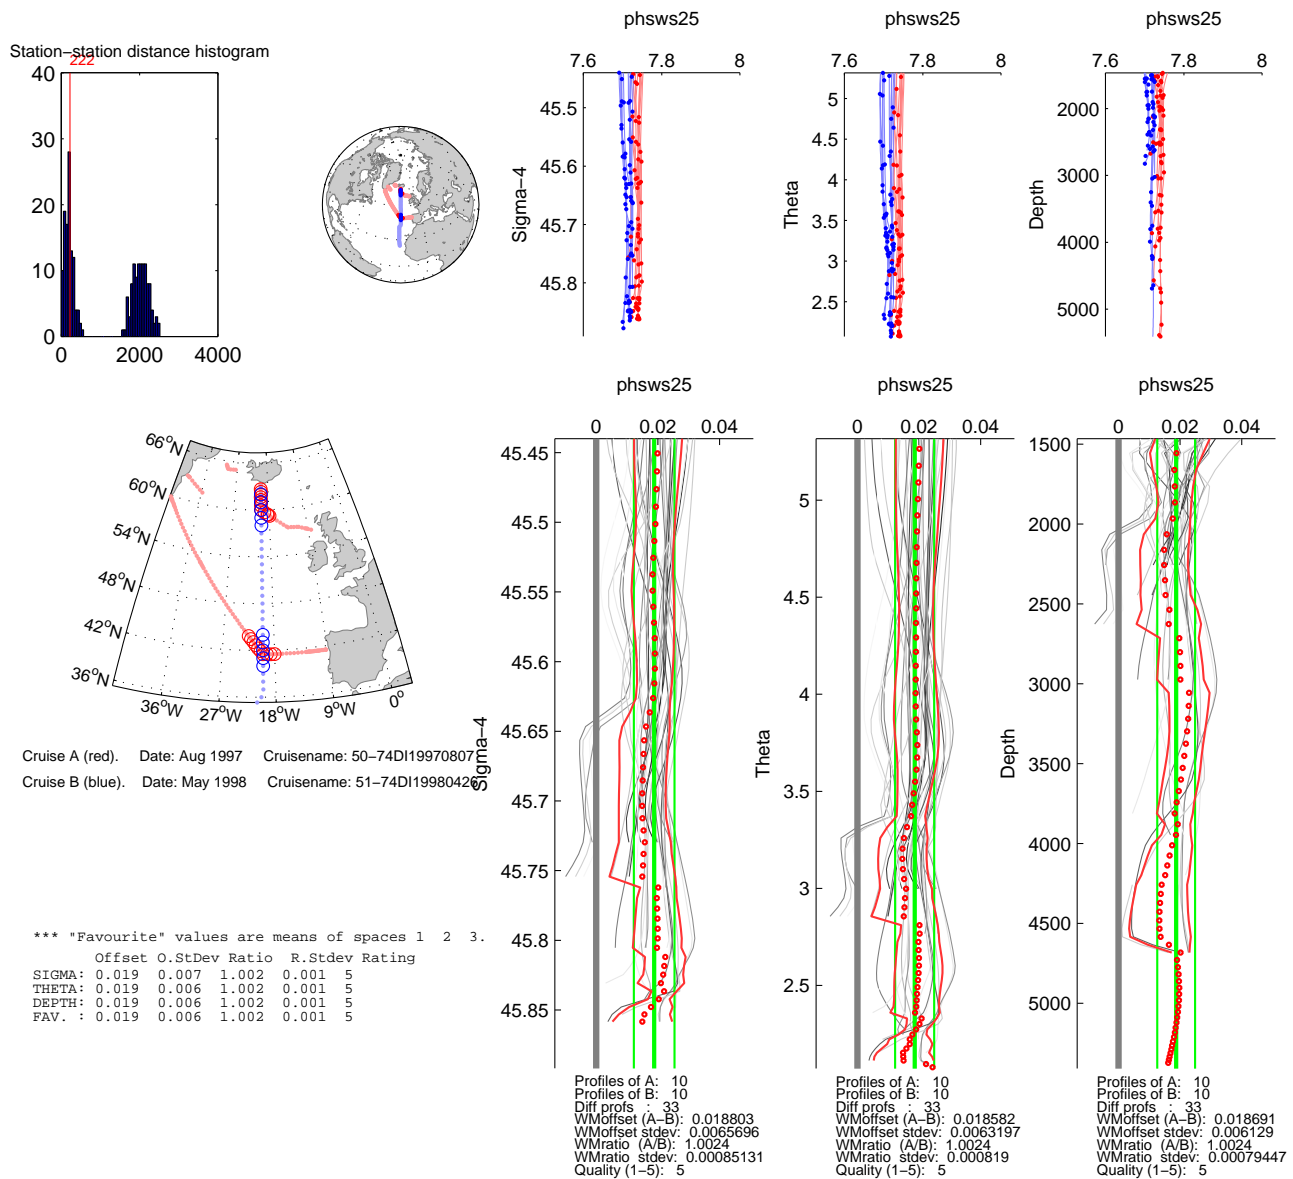 Station−station distance histogram
222
40
30
20
10
0
0 2000 4000
phsws25
7.6 7.8 8
45.5
45.6
45.7
45.8
Sigma−4
phsws25
7.6 7.8 8
5
4.5
4
3.5
3
2.5
Theta
phsws25
7.6 7.8 8
2000
3000
4000
5000
Depth
66°N
60°N
54°N
48°N
42°N
36°N
36°W 27°W 18°W 9°W 0°
Cruise A (red). Date: Aug 1997 Cruisename: 50−74DI19970807
Cruise B (blue). Date: May 1998 Cruisename: 51−74DI19980426
*** "Favourite" values are means of spaces 1 2 3.
Offset O.StDev Ratio R.Stdev Rating
SIGMA: 0.019 0.007 1.002 0.001 5
THETA: 0.019 0.006 1.002 0.001 5
DEPTH: 0.019 0.006 1.002 0.001 5
FAV. : 0.019 0.006 1.002 0.001 5
phsws25
0 0.02 0.04
45.45
45.5
45.55
45.6
45.65
45.7
45.75
45.8
45.85
Sigma−4
Profiles of A: 10
Profiles of B: 10
Diff profs : 33
WMoffset (A−B): 0.018803
WMoffset stdev: 0.0065696
WMratio (A/B): 1.0024
WMratio stdev: 0.00085131
Quality (1−5): 5
phsws25
0 0.02 0.04
5
4.5
4
3.5
3
2.5
Theta
Profiles of A: 10
Profiles of B: 10
Diff profs : 33
WMoffset (A−B): 0.018582
WMoffset stdev: 0.0063197
WMratio (A/B): 1.0024
WMratio stdev: 0.000819
Quality (1−5): 5
phsws25
0 0.02 0.04
1500
2000
2500
3000
3500
4000
4500
5000
Depth
Profiles of A: 10
Profiles of B: 10
Diff profs : 33
WMoffset (A−B): 0.018691
WMoffset stdev: 0.006129
WMratio (A/B): 1.0024
WMratio stdev: 0.00079447
Quality (1−5): 5